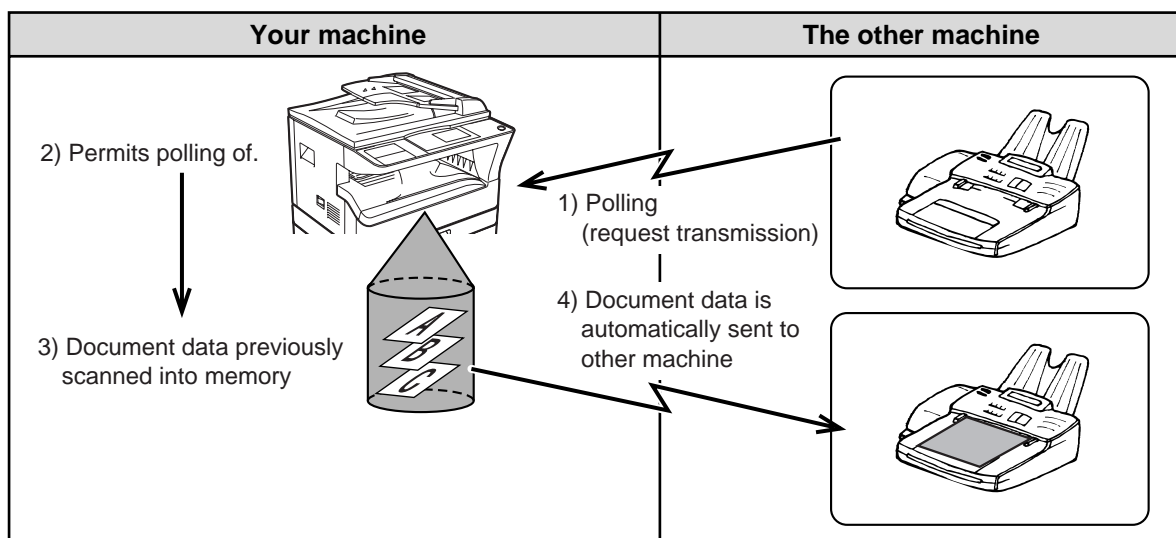 Your machine
The other machine
2) Permits polling of.
1) Polling
(request transmission)
3) Document data previously
scanned into memory
A
B
C
4) Document data is
automatically sent to
other machine